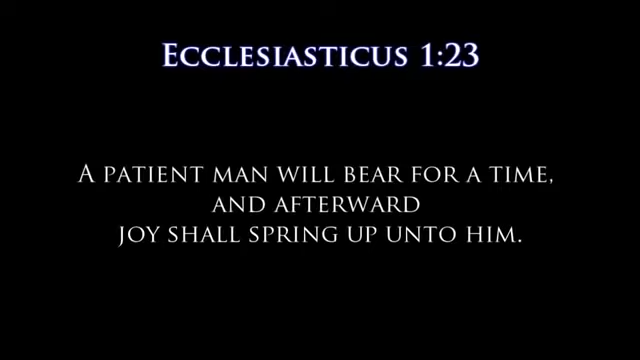 Ecclesiasticus 1:23
A patient man will bear for a time,
and afterward
joy shall spring up unto him.